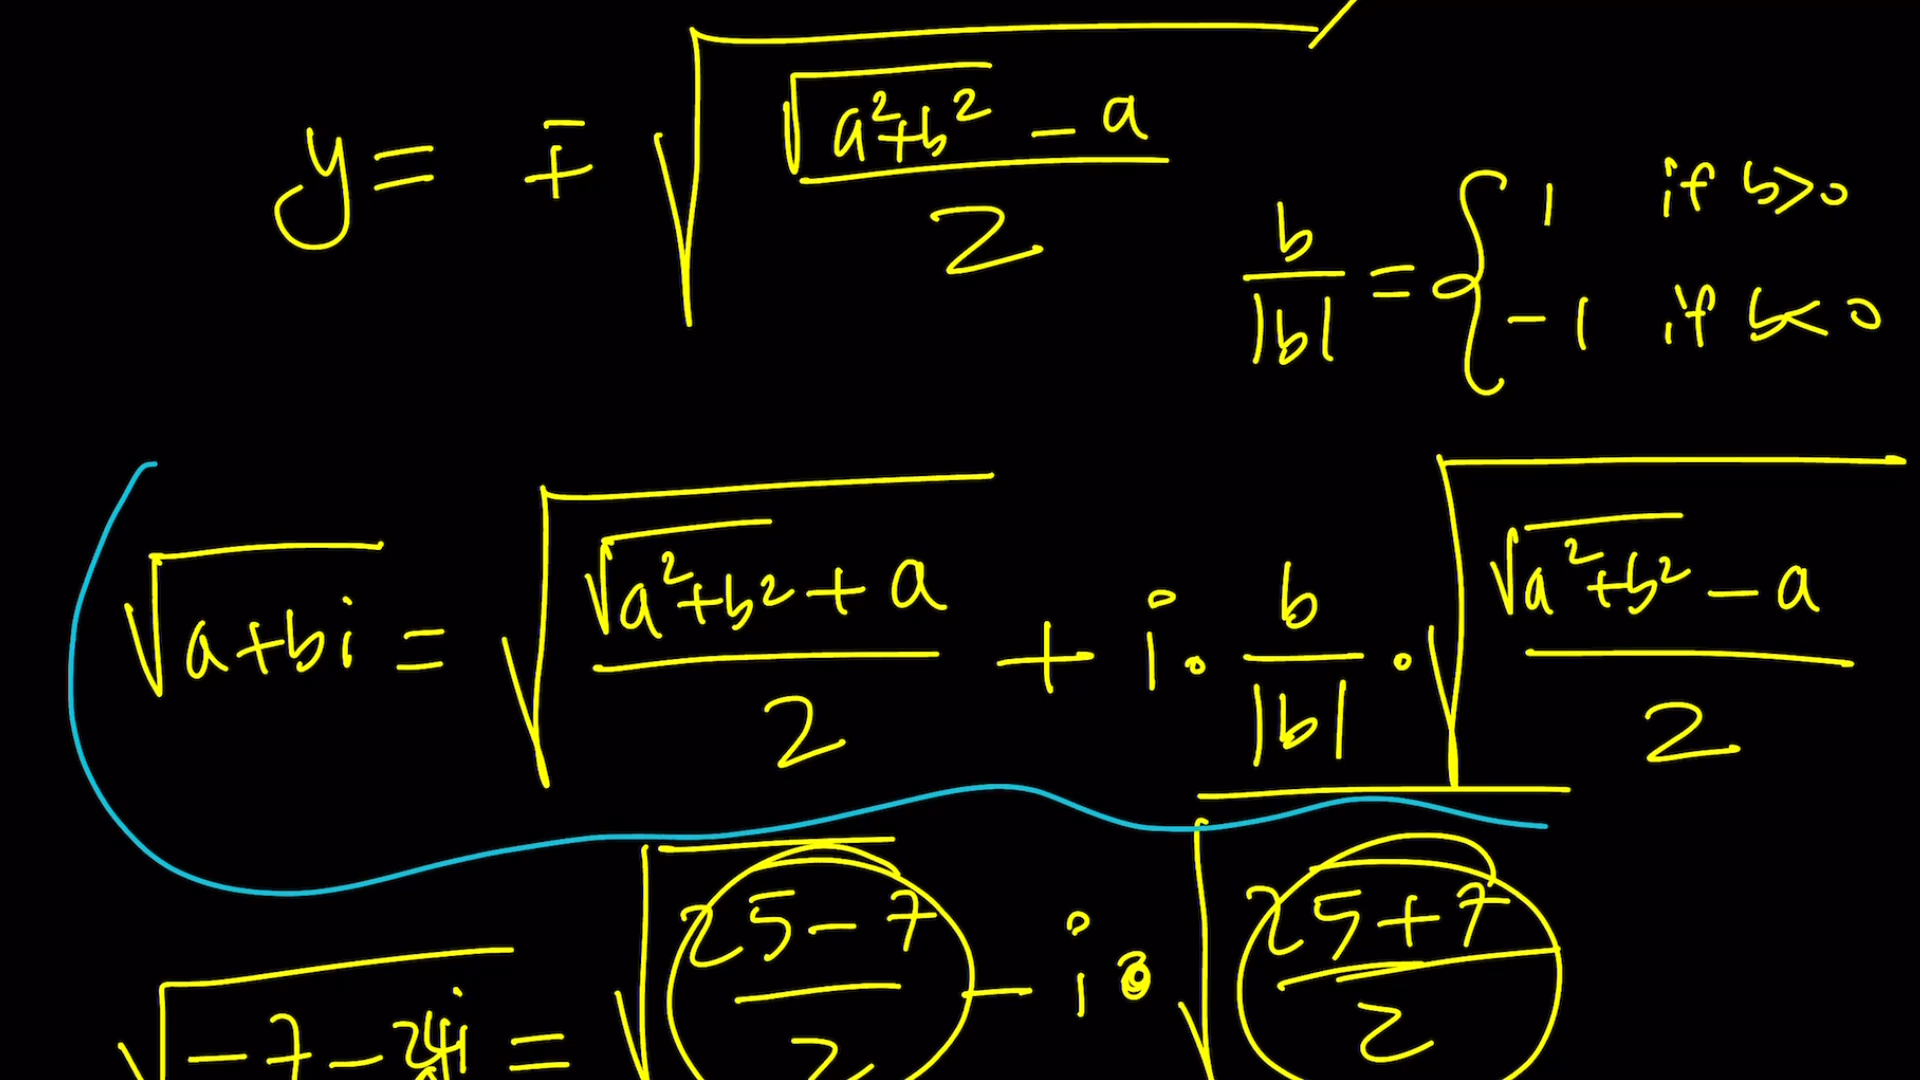 y = ∓ √((√(a²+b²) − a)/2)
b/|b| = { 1 if b>0
−1 if b<0
√(a+bi) = √((√(a²+b²) + a)/2) + i · b/|b| · √((√(a²+b²) − a)/2)
√(−7−24i) = √((25−7)/2) − i · √((25+7)/2)